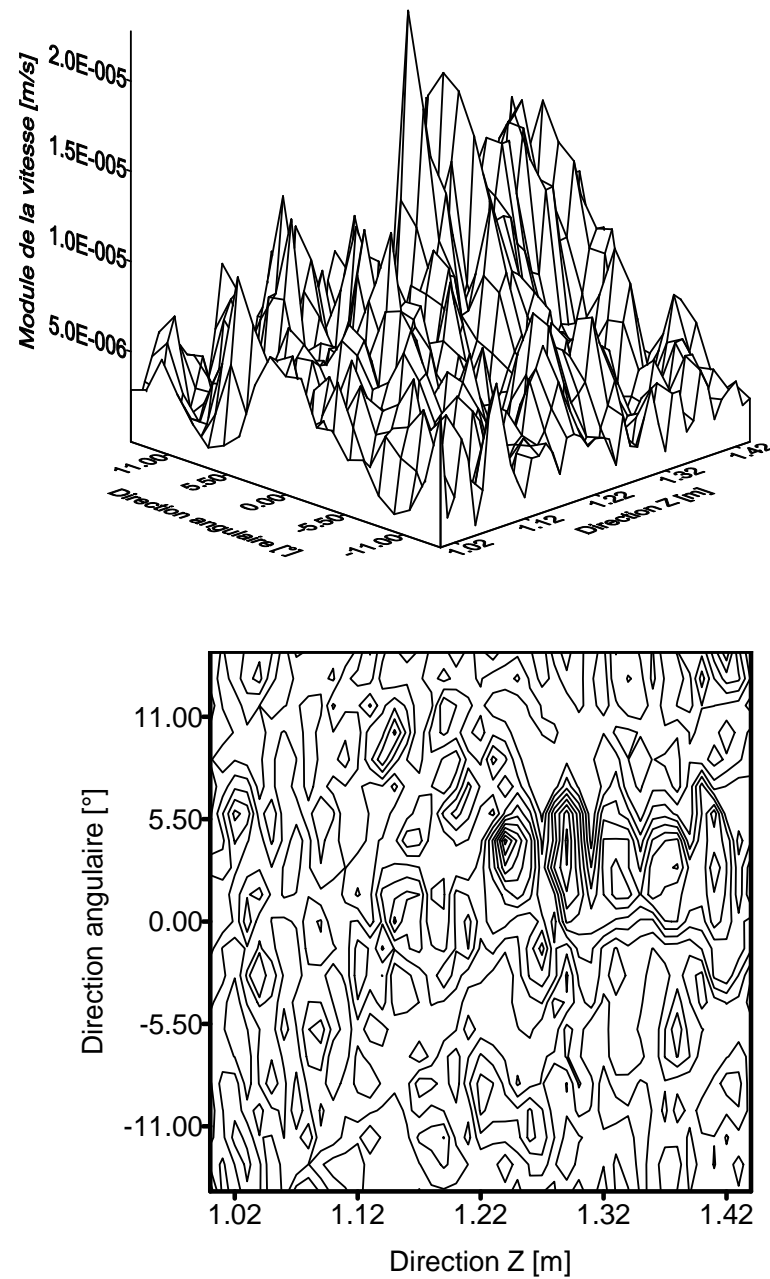 Module de la vitesse [m/s]
2.0E-005
1.5E-005
1.0E-005
5.0E-006
11.00
5.50
0.00
-5.50
-11.00
Direction angulaire [°]
1.02
1.12
1.22
1.32
1.42
Direction Z [m]
Direction angulaire [°]
11.00
5.50
0.00
-5.50
-11.00
1.02
1.12
1.22
1.32
1.42
Direction Z [m]